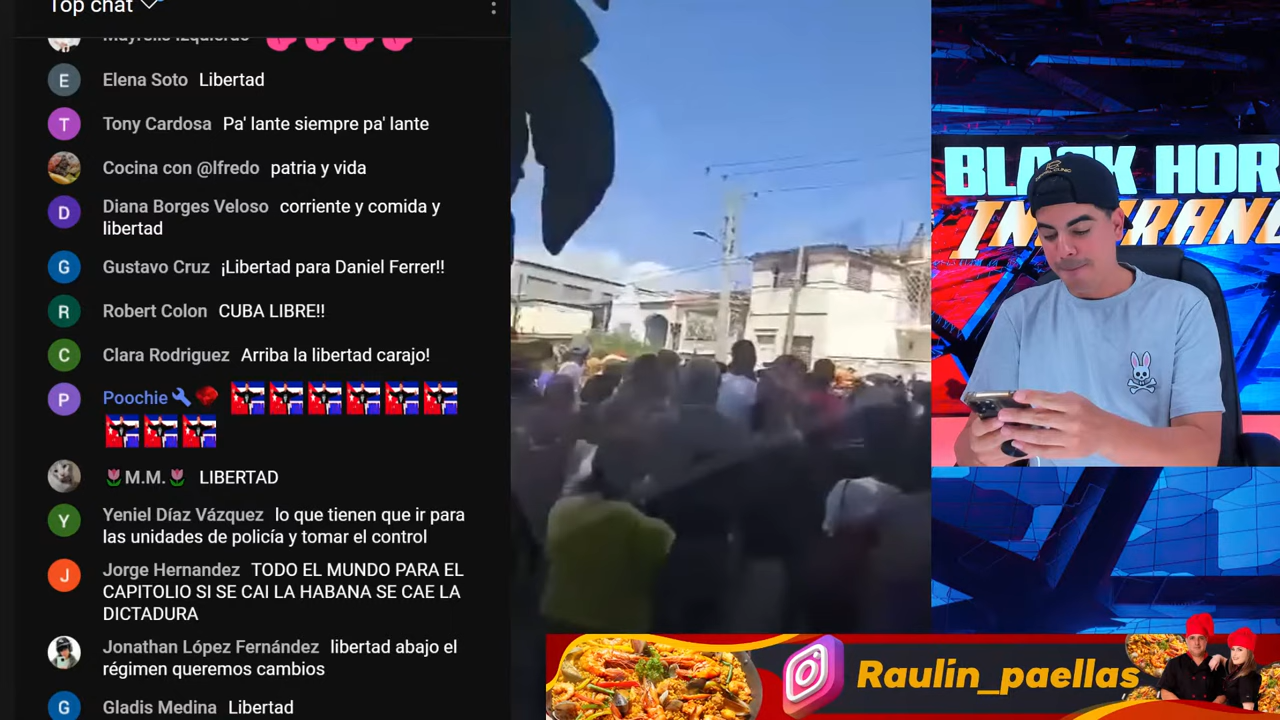 Top chat
Mayrelis Izquierdo
E
Elena Soto Libertad
T
Tony Cardosa Pa' lante siempre pa' lante
Cocina con @lfredo patria y vida
D
Diana Borges Veloso corriente y comida y
libertad
G
Gustavo Cruz ¡Libertad para Daniel Ferrer!!
R
Robert Colon CUBA LIBRE!!
C
Clara Rodriguez Arriba la libertad carajo!
P
Poochie
M.M. LIBERTAD
Y
Yeniel Díaz Vázquez lo que tienen que ir para
las unidades de policía y tomar el control
J
Jorge Hernandez TODO EL MUNDO PARA EL
CAPITOLIO SI SE CAI LA HABANA SE CAE LA
DICTADURA
Jonathan López Fernández libertad abajo el
régimen queremos cambios
G
Gladis Medina Libertad
Raulin_paellas